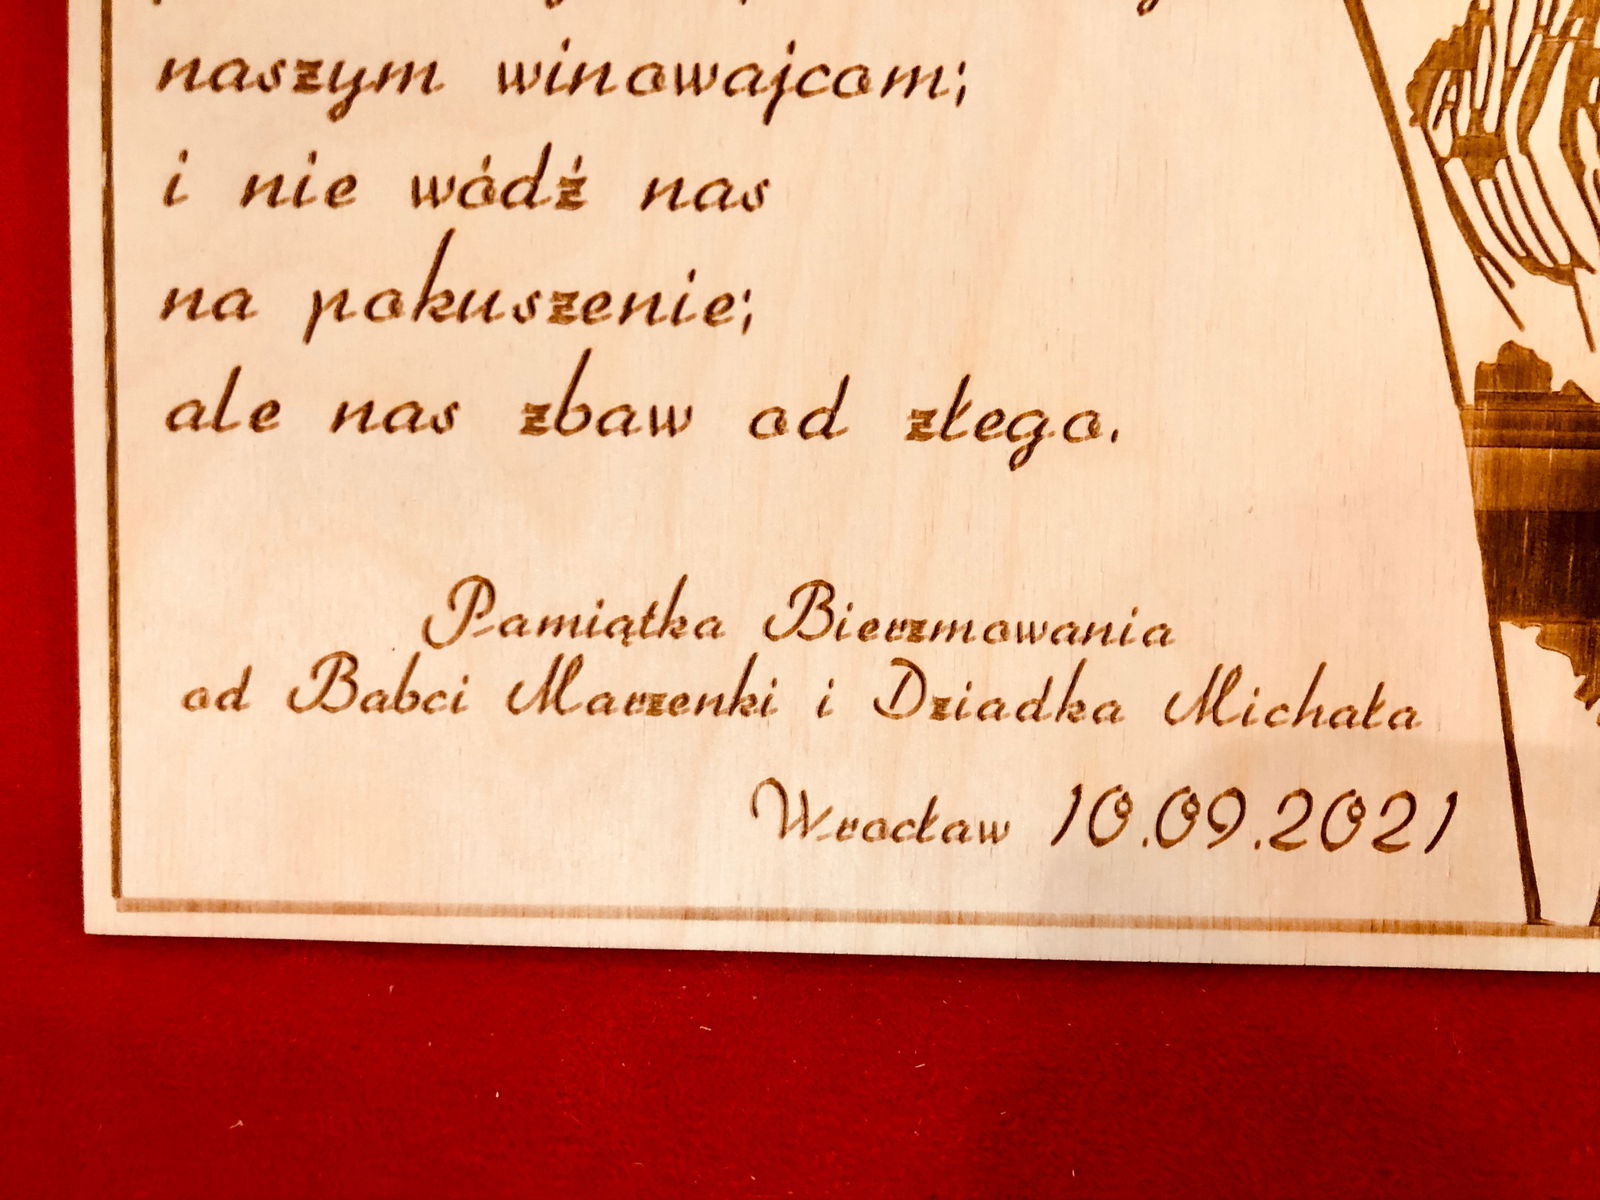 naszym winowajcom;
i nie wódź nas
na pokuszenie;
ale nas zbaw od złego.
Pamiątka Bierzmowania
od Babci Marzenki i Dziadka Michała
Wrocław 10.09.2021